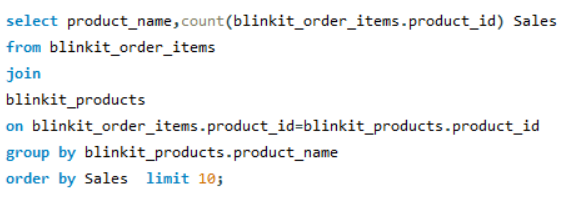 select product_name,count(blinkit_order_items.product_id) Sales
from blinkit_order_items
join
blinkit_products
on blinkit_order_items.product_id=blinkit_products.product_id
group by blinkit_products.product_name
order by Sales  limit 10;